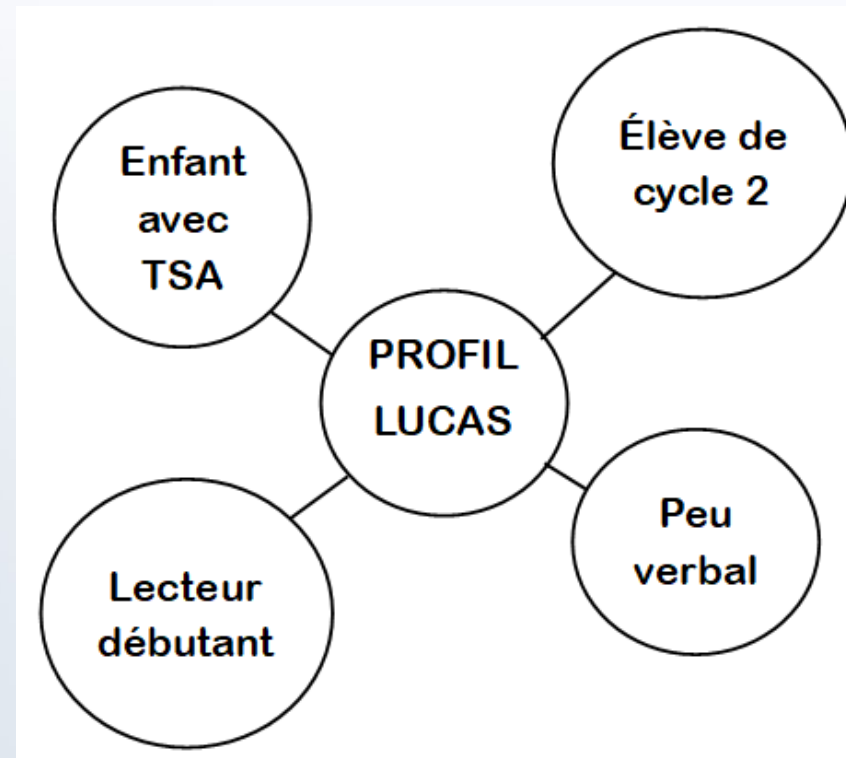 Enfant
avec
TSA
Élève de
cycle 2
PROFIL
LUCAS
Lecteur
débutant
Peu
verbal